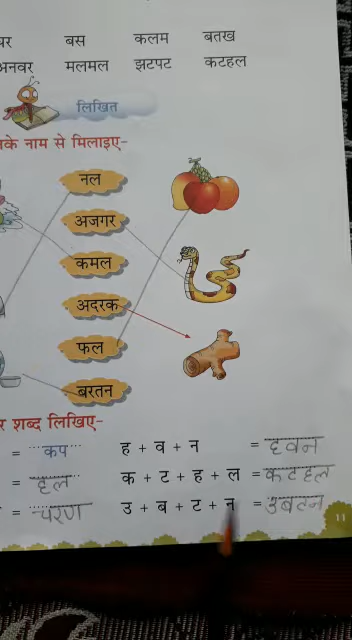 बस कलम बतख
अनवर मलमल झटपट कटहल
लिखित
के नाम से मिलाइए-
नल
अजगर
कमल
अदरक
फल
बरतन
शब्द लिखिए-
= कप ह + व + न = हवन
= हल क + ट + ह + ल = कटहल
= चरण उ + ब + ट + न = उबटन
11